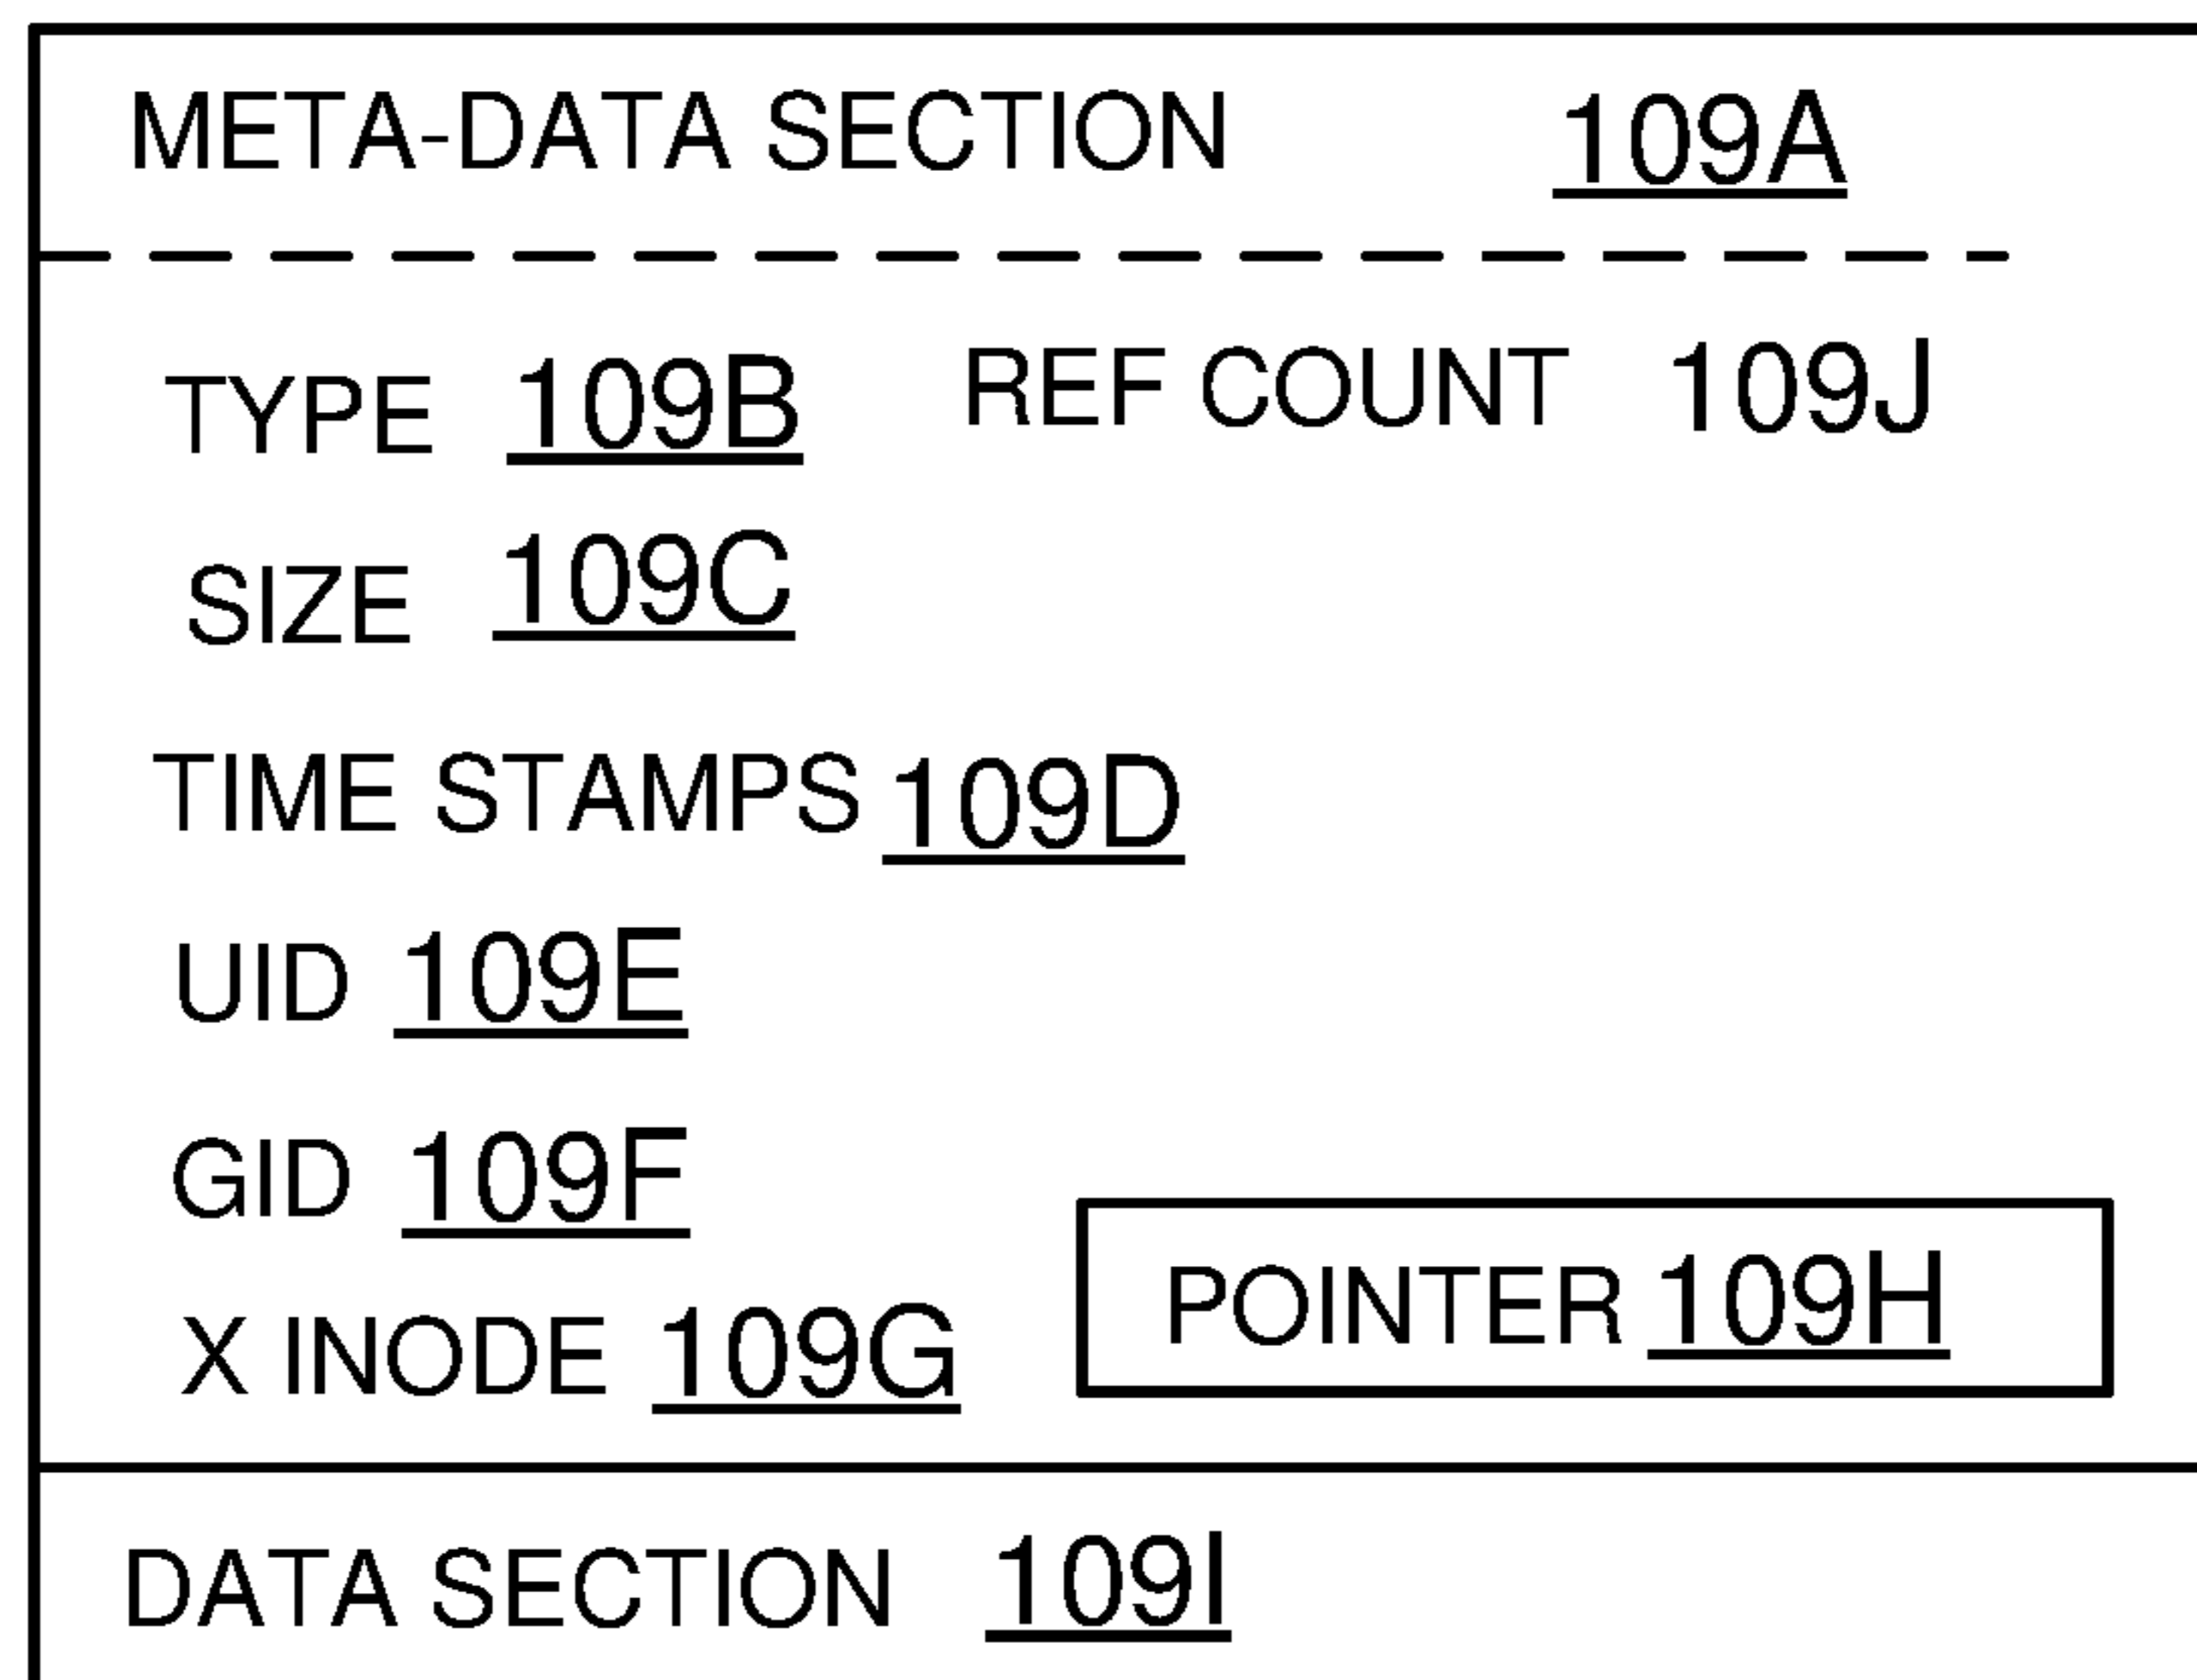 META-DATA SECTION 109A
TYPE 109B REF COUNT 109J
SIZE 109C
TIME STAMPS 109D
UID 109E
GID 109F
X INODE 109G POINTER 109H
DATA SECTION 109I